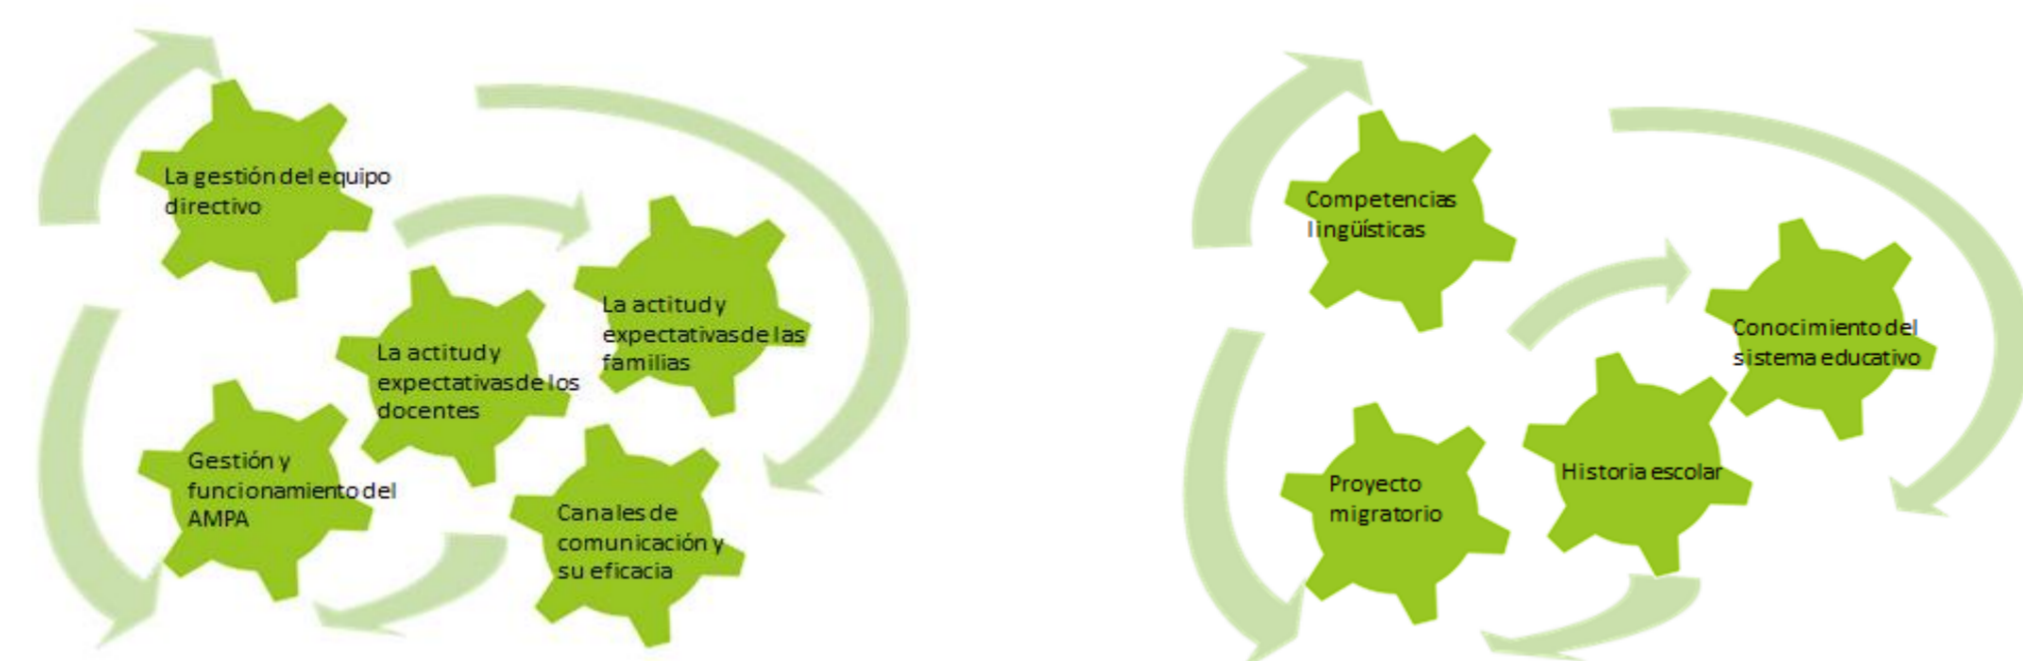 La gestión del equipo
directivo
La actitud y
expectativas de las
familias
La actitud y
expectativas de los
docentes
Gestión y
funcionamiento del
AMPA
Canales de
comunicación y
su eficacia
Competencias
lingüísticas
Conocimiento del
sistema educativo
Historia escolar
Proyecto
migratorio